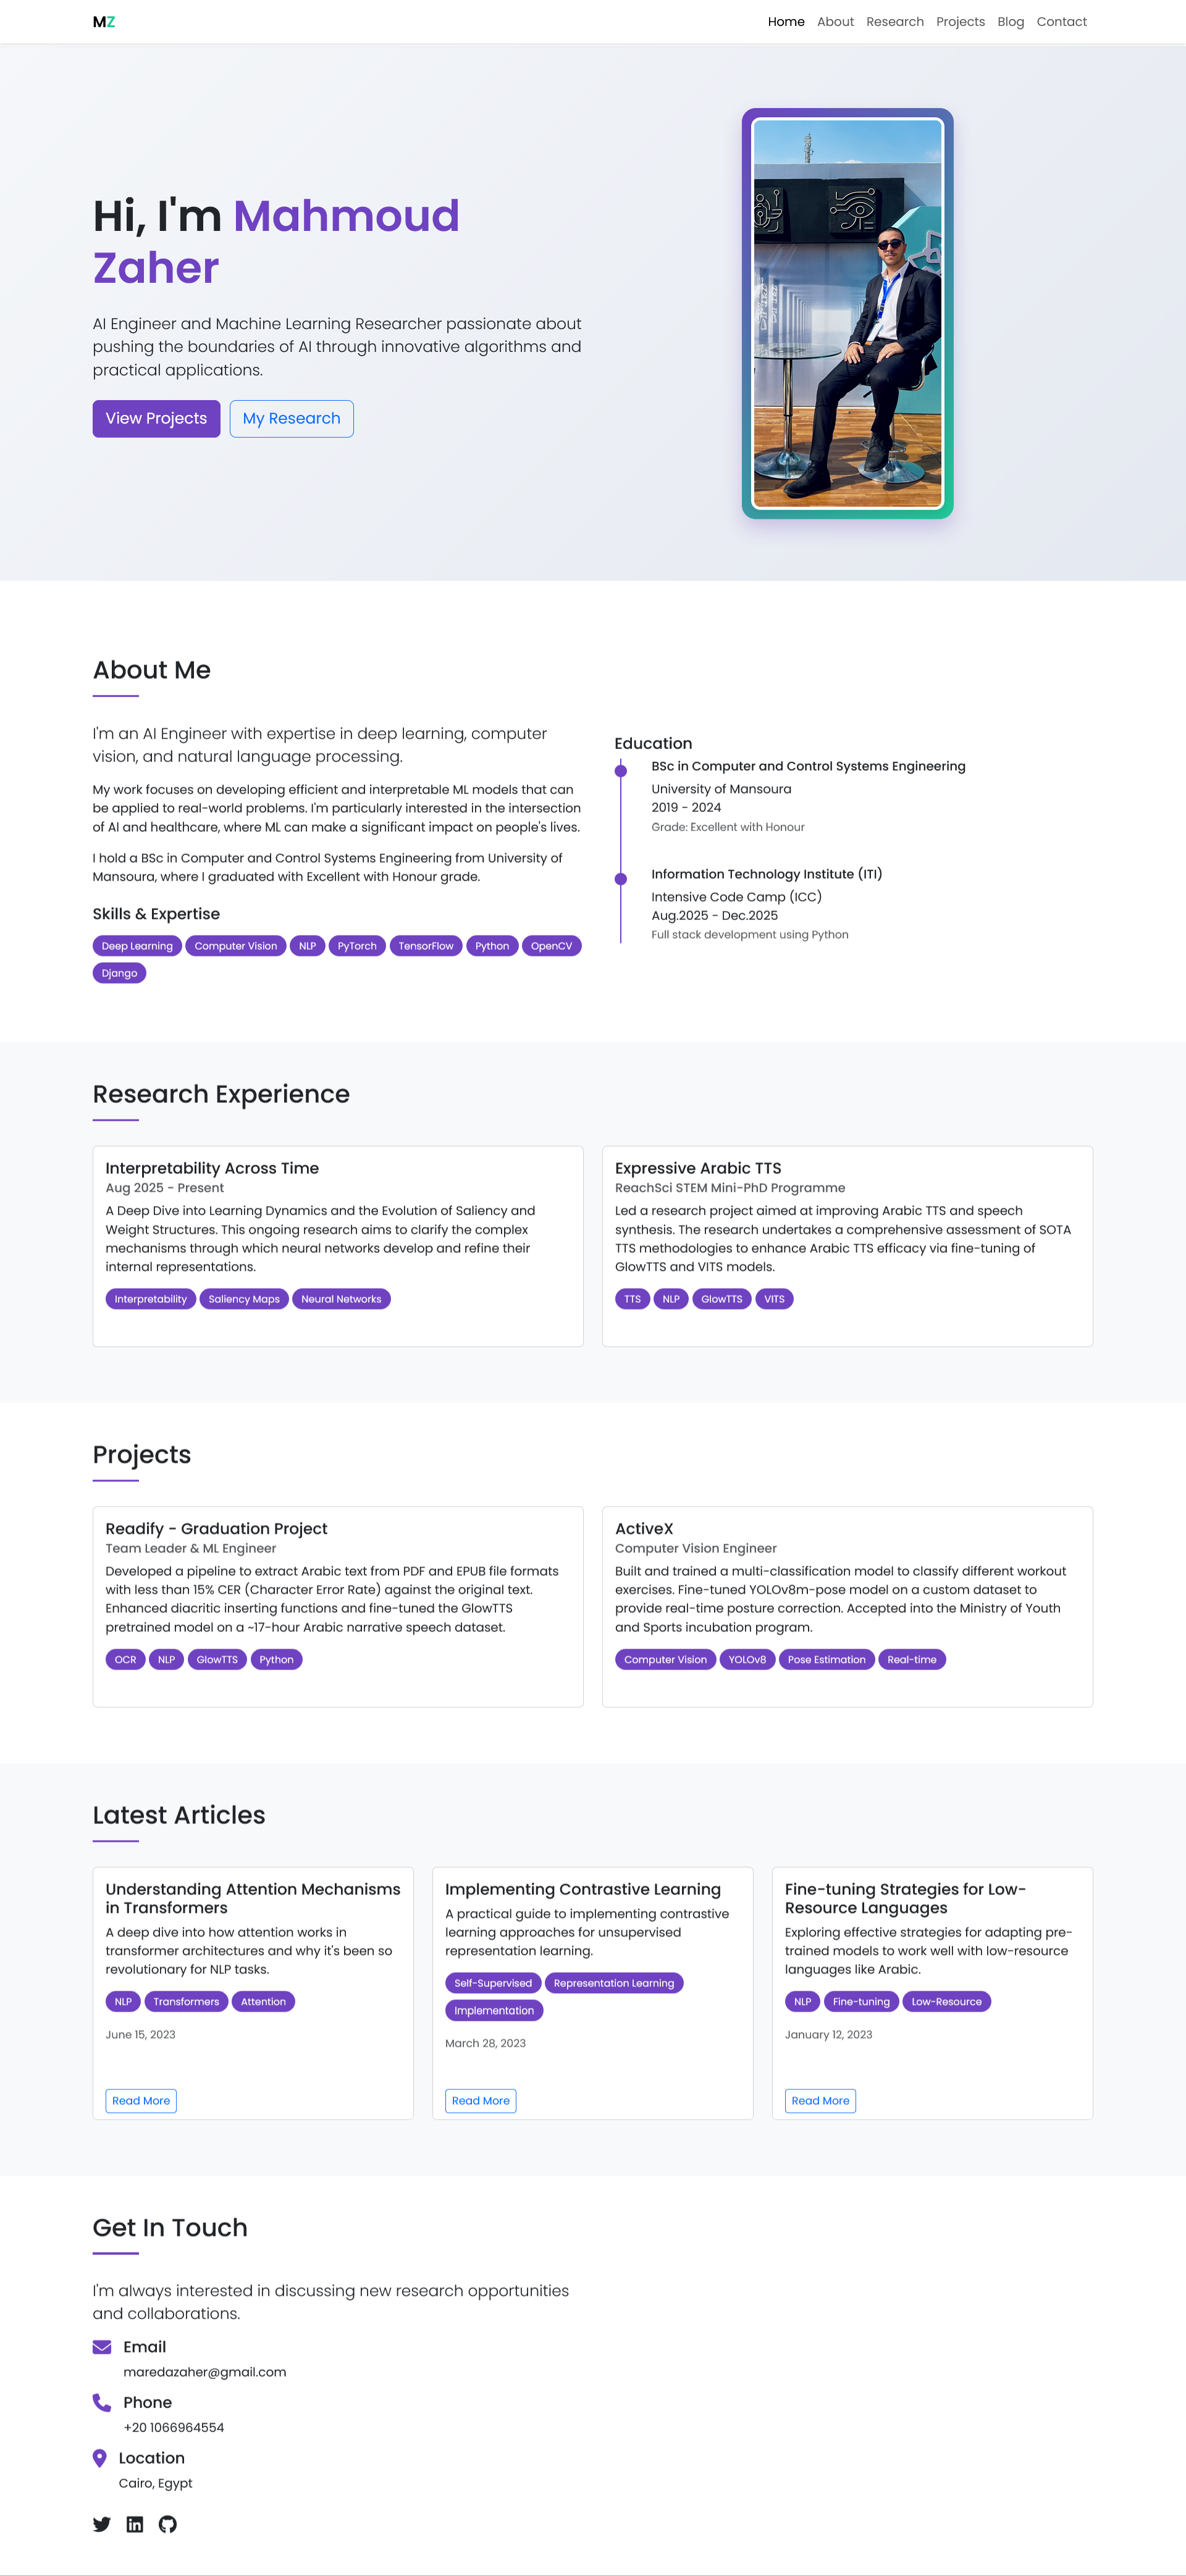 MZ
Home About Research Projects Blog Contact
Hi, I'm Mahmoud
Zaher
AI Engineer and Machine Learning Researcher passionate about
pushing the boundaries of AI through innovative algorithms and
practical applications.
View Projects My Research
About Me
I'm an AI Engineer with expertise in deep learning, computer
vision, and natural language processing.
My work focuses on developing efficient and interpretable ML models that can
be applied to real-world problems. I'm particularly interested in the intersection
of AI and healthcare, where ML can make a significant impact on people's lives.
I hold a BSc in Computer and Control Systems Engineering from University of
Mansoura, where I graduated with Excellent with Honour grade.
Skills & Expertise
Deep Learning Computer Vision NLP PyTorch TensorFlow Python OpenCV
Django
Education
BSc in Computer and Control Systems Engineering
University of Mansoura
2019 - 2024
Grade: Excellent with Honour
Information Technology Institute (ITI)
Intensive Code Camp (ICC)
Aug.2025 - Dec.2025
Full stack development using Python
Research Experience
Interpretability Across Time
Aug 2025 - Present
A Deep Dive into Learning Dynamics and the Evolution of Saliency and
Weight Structures. This ongoing research aims to clarify the complex
mechanisms through which neural networks develop and refine their
internal representations.
Interpretability Saliency Maps Neural Networks
Expressive Arabic TTS
ReachSci STEM Mini-PhD Programme
Led a research project aimed at improving Arabic TTS and speech
synthesis. The research undertakes a comprehensive assessment of SOTA
TTS methodologies to enhance Arabic TTS efficacy via fine-tuning of
GlowTTS and VITS models.
TTS NLP GlowTTS VITS
Projects
Readify - Graduation Project
Team Leader & ML Engineer
Developed a pipeline to extract Arabic text from PDF and EPUB file formats
with less than 15% CER (Character Error Rate) against the original text.
Enhanced diacritic inserting functions and fine-tuned the GlowTTS
pretrained model on a ~17-hour Arabic narrative speech dataset.
OCR NLP GlowTTS Python
ActiveX
Computer Vision Engineer
Built and trained a multi-classification model to classify different workout
exercises. Fine-tuned YOLOv8m-pose model on a custom dataset to
provide real-time posture correction. Accepted into the Ministry of Youth
and Sports incubation program.
Computer Vision YOLOv8 Pose Estimation Real-time
Latest Articles
Understanding Attention Mechanisms
in Transformers
A deep dive into how attention works in
transformer architectures and why it's been so
revolutionary for NLP tasks.
NLP Transformers Attention
June 15, 2023
Read More
Implementing Contrastive Learning
A practical guide to implementing contrastive
learning approaches for unsupervised
representation learning.
Self-Supervised Representation Learning
Implementation
March 28, 2023
Read More
Fine-tuning Strategies for Low-
Resource Languages
Exploring effective strategies for adapting pre-
trained models to work well with low-resource
languages like Arabic.
NLP Fine-tuning Low-Resource
January 12, 2023
Read More
Get In Touch
I'm always interested in discussing new research opportunities
and collaborations.
Email
maredazaher@gmail.com
Phone
+20 1066964554
Location
Cairo, Egypt